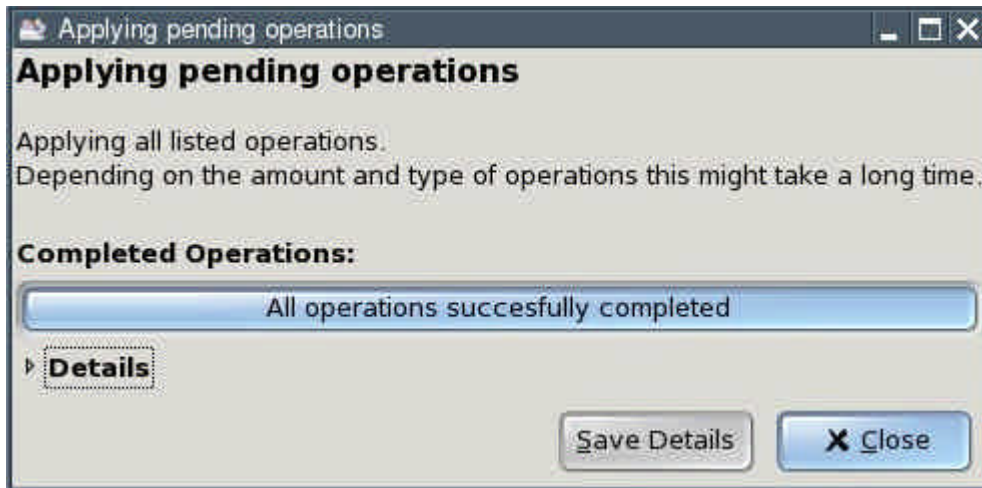 Applying pending operations
Applying pending operations
Applying all listed operations.
Depending on the amount and type of operations this might take a long time.
Completed Operations:
All operations succesfully completed
Details
Save Details
Close